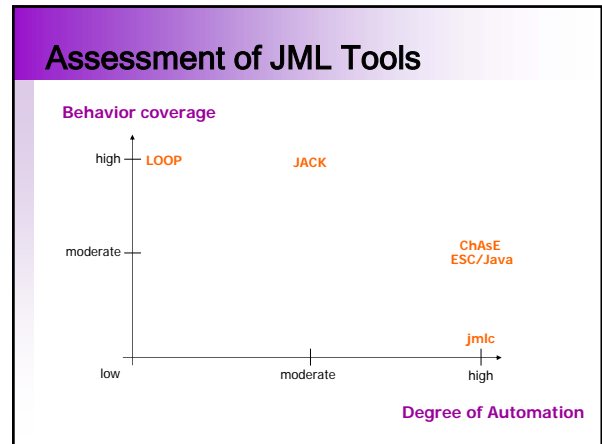 Assessment of JML Tools
Behavior coverage
high LOOP JACK
moderate ChAsE
ESC/Java
jmlc
low moderate high
Degree of Automation